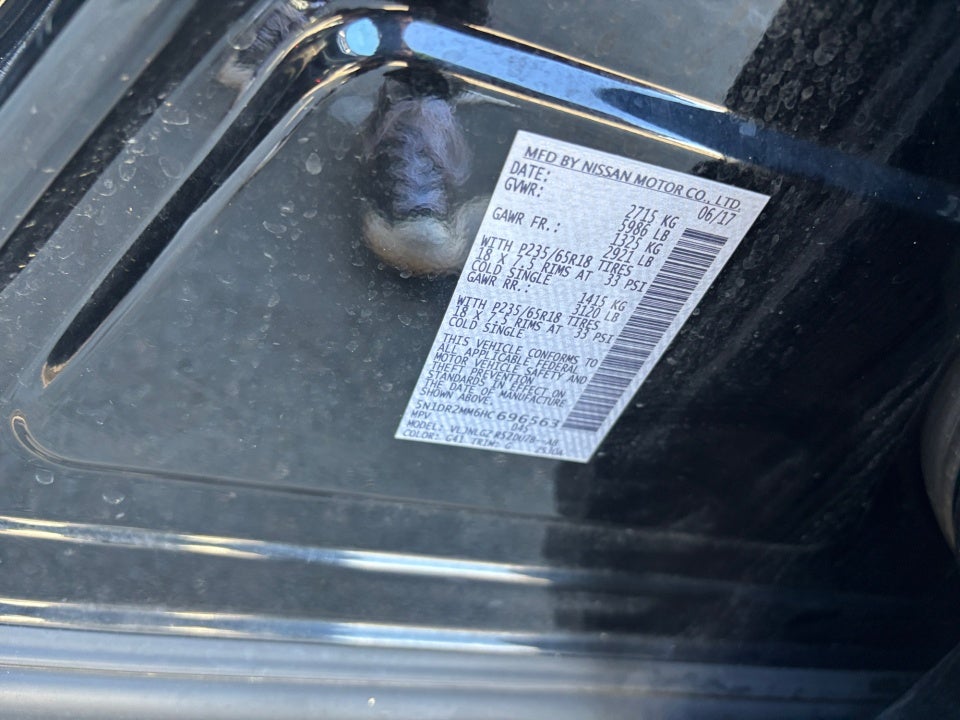 MFD BY NISSAN MOTOR CO., LTD.
DATE: 06/17
GVWR: 2715 KG
5986 LB
GAWR FR.: 1325 KG
2921 LB
WITH P235/65R18 TIRES
18 X 7.5 RIMS AT 33 PSI
COLD SINGLE
GAWR RR.: 1415 KG
3120 LB
WITH P235/65R18 TIRES
18 X 7.5 RIMS AT 33 PSI
COLD SINGLE
THIS VEHICLE CONFORMS TO
ALL APPLICABLE FEDERAL
MOTOR VEHICLE SAFETY AND
THEFT PREVENTION
STANDARDS IN EFFECT ON
THE DATE OF MANUFACTURE
SHOWN ABOVE.
5N1DR2MM6HC696563
MPV 045
MODEL:
COLOR: G41 TRIM: G